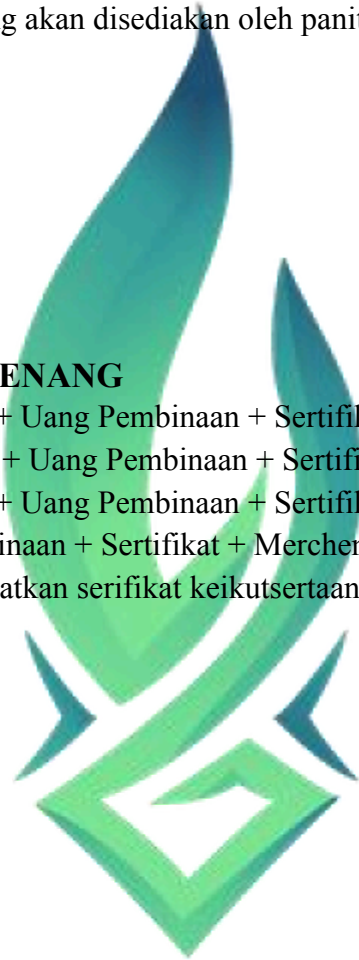 g akan disediakan oleh panit
ENANG
+ Uang Pembinaan + Sertifik
+ Uang Pembinaan + Sertifi
+ Uang Pembinaan + Sertifik
inaan + Sertifikat + Mercher
atkan serifikat keikutsertaan